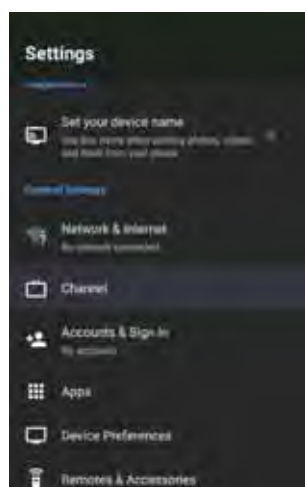 Settings
Set your device name
Use this name when casting photos, videos
and more from your phone
General Settings
Network & Internet
No network connected
Channel
Accounts & Sign In
No accounts
Apps
Device Preferences
Remotes & Accessories